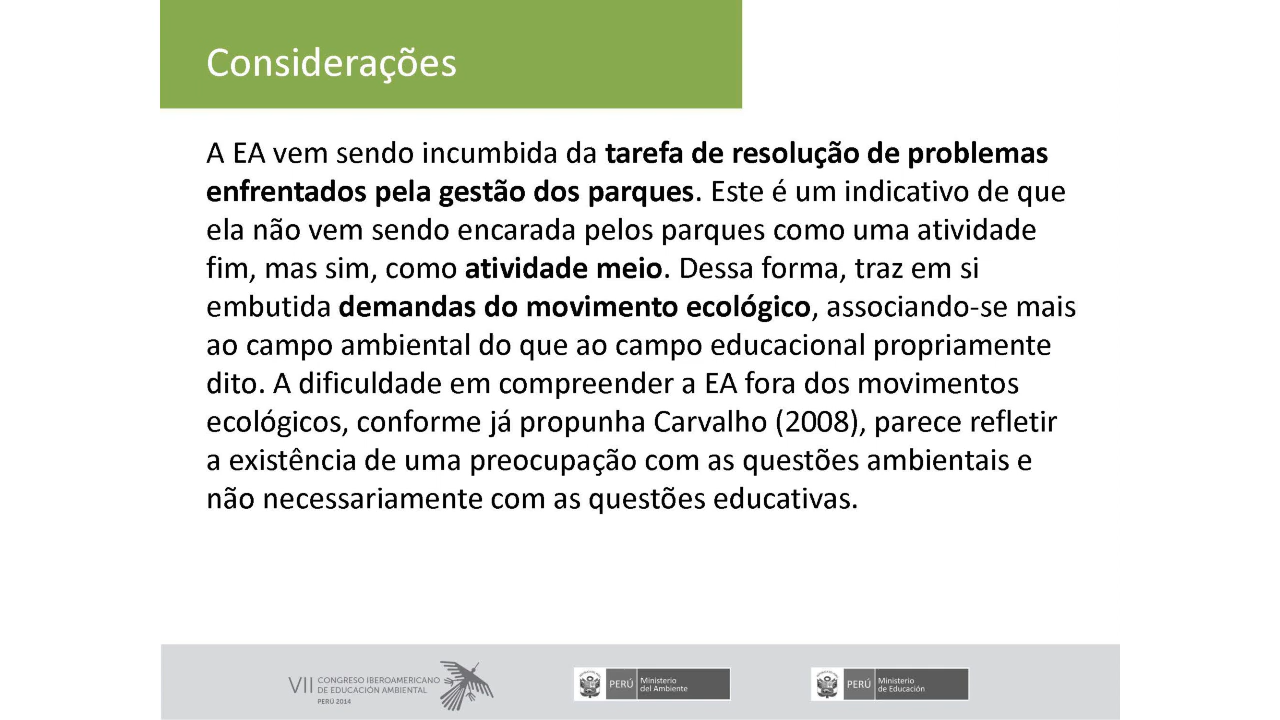 Considerações
A EA vem sendo incumbida da tarefa de resolução de problemas
enfrentados pela gestão dos parques. Este é um indicativo de que
ela não vem sendo encarada pelos parques como uma atividade
fim, mas sim, como atividade meio. Dessa forma, traz em si
embutida demandas do movimento ecológico, associando-se mais
ao campo ambiental do que ao campo educacional propriamente
dito. A dificuldade em compreender a EA fora dos movimentos
ecológicos, conforme já propunha Carvalho (2008), parece refletir
a existência de uma preocupação com as questões ambientais e
não necessariamente com as questões educativas.
VII CONGRESO IBEROAMERICANO
DE EDUCACIÓN AMBIENTAL
PERÚ 2014
PERÚ Ministerio
del Ambiente
PERÚ Ministerio
de Educación